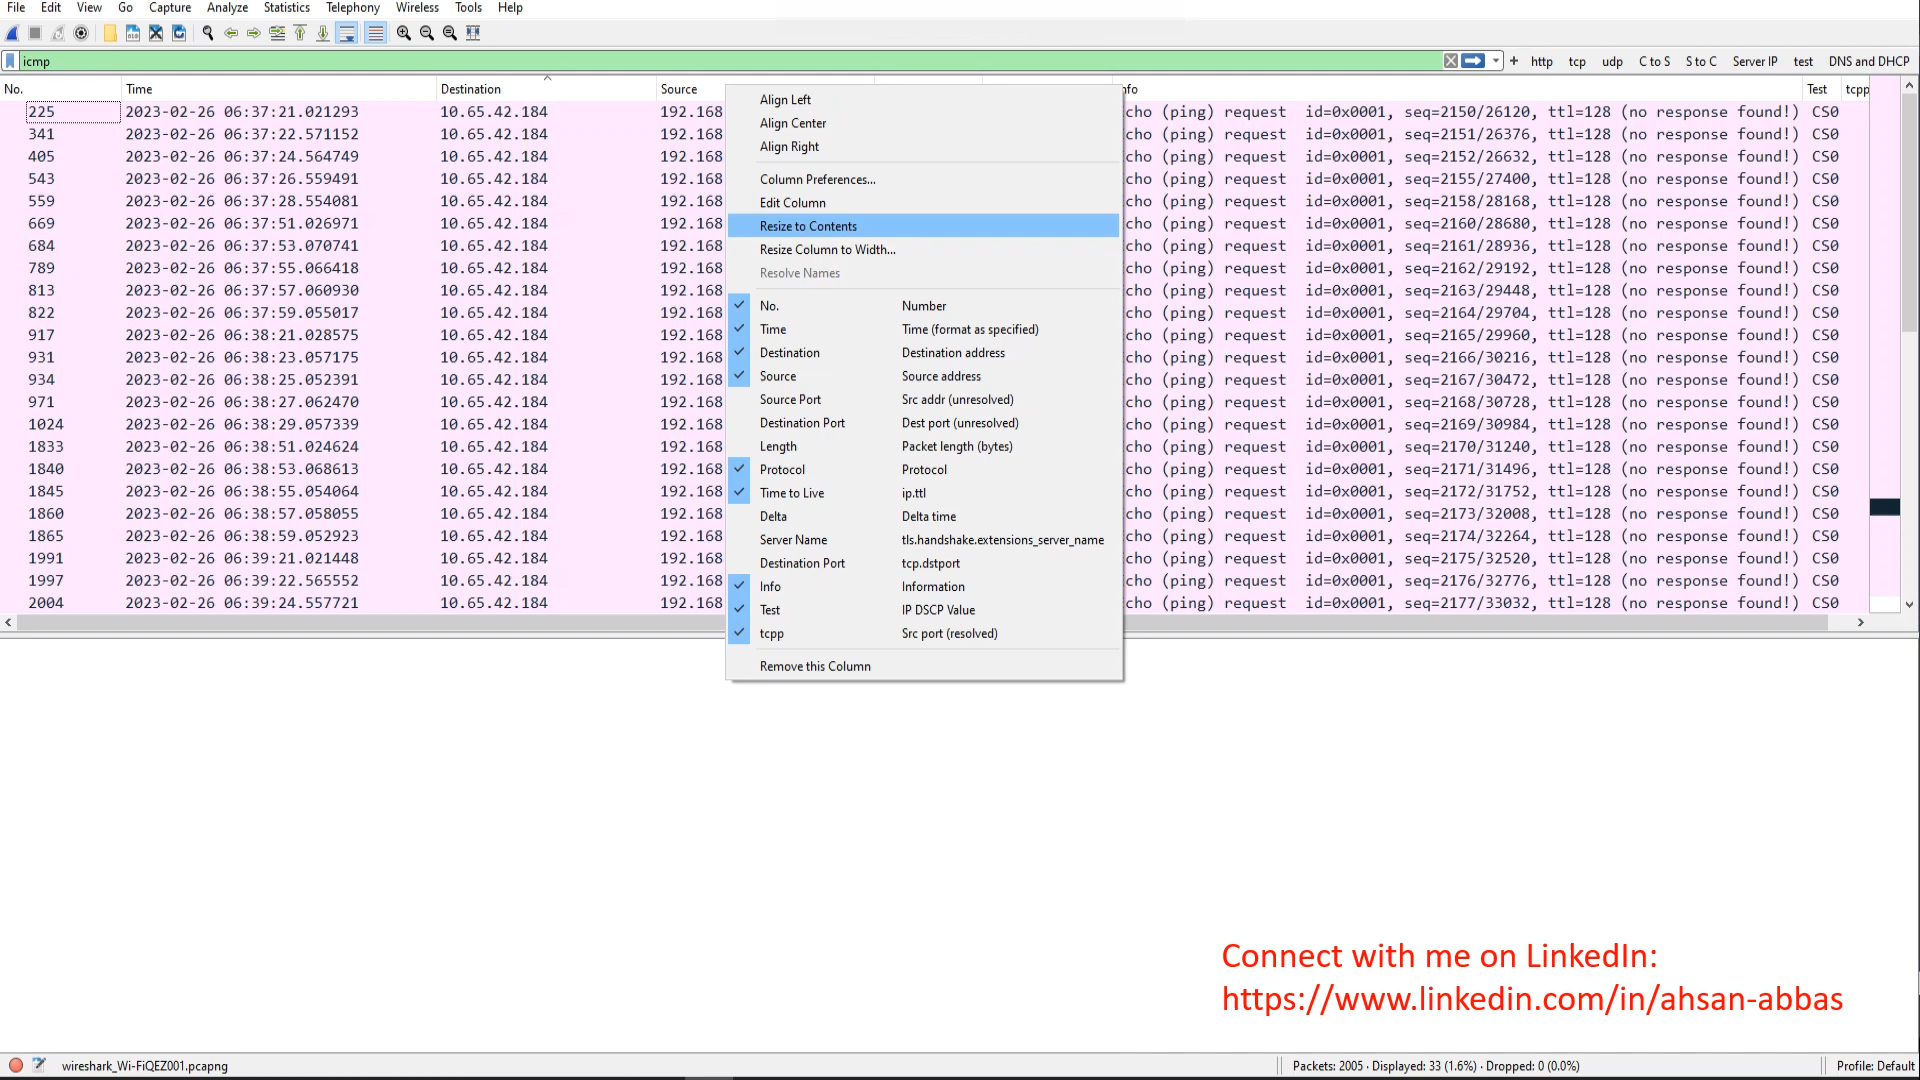 File Edit View Go Capture Analyze Statistics Telephony Wireless Tools Help
icmp
+ http tcp udp C to S S to C Server IP test DNS and DHCP
No. Time Destination Source nfo Test tcpp
225 2023-02-26 06:37:21.021293 10.65.42.184 192.168 cho (ping) request id=0x0001, seq=2150/26120, ttl=128 (no response found!) CS0
341 2023-02-26 06:37:22.571152 10.65.42.184 192.168 cho (ping) request id=0x0001, seq=2151/26376, ttl=128 (no response found!) CS0
405 2023-02-26 06:37:24.564749 10.65.42.184 192.168 cho (ping) request id=0x0001, seq=2152/26632, ttl=128 (no response found!) CS0
543 2023-02-26 06:37:26.559491 10.65.42.184 192.168 cho (ping) request id=0x0001, seq=2155/27400, ttl=128 (no response found!) CS0
559 2023-02-26 06:37:28.554081 10.65.42.184 192.168 cho (ping) request id=0x0001, seq=2158/28168, ttl=128 (no response found!) CS0
669 2023-02-26 06:37:51.026971 10.65.42.184 192.168 cho (ping) request id=0x0001, seq=2160/28680, ttl=128 (no response found!) CS0
684 2023-02-26 06:37:53.070741 10.65.42.184 192.168 cho (ping) request id=0x0001, seq=2161/28936, ttl=128 (no response found!) CS0
789 2023-02-26 06:37:55.066418 10.65.42.184 192.168 cho (ping) request id=0x0001, seq=2162/29192, ttl=128 (no response found!) CS0
813 2023-02-26 06:37:57.060930 10.65.42.184 192.168 cho (ping) request id=0x0001, seq=2163/29448, ttl=128 (no response found!) CS0
822 2023-02-26 06:37:59.055017 10.65.42.184 192.168 cho (ping) request id=0x0001, seq=2164/29704, ttl=128 (no response found!) CS0
917 2023-02-26 06:38:21.028575 10.65.42.184 192.168 cho (ping) request id=0x0001, seq=2165/29960, ttl=128 (no response found!) CS0
931 2023-02-26 06:38:23.057175 10.65.42.184 192.168 cho (ping) request id=0x0001, seq=2166/30216, ttl=128 (no response found!) CS0
934 2023-02-26 06:38:25.052391 10.65.42.184 192.168 cho (ping) request id=0x0001, seq=2167/30472, ttl=128 (no response found!) CS0
971 2023-02-26 06:38:27.062470 10.65.42.184 192.168 cho (ping) request id=0x0001, seq=2168/30728, ttl=128 (no response found!) CS0
1024 2023-02-26 06:38:29.057339 10.65.42.184 192.168 cho (ping) request id=0x0001, seq=2169/30984, ttl=128 (no response found!) CS0
1833 2023-02-26 06:38:51.024624 10.65.42.184 192.168 cho (ping) request id=0x0001, seq=2170/31240, ttl=128 (no response found!) CS0
1840 2023-02-26 06:38:53.068613 10.65.42.184 192.168 cho (ping) request id=0x0001, seq=2171/31496, ttl=128 (no response found!) CS0
1845 2023-02-26 06:38:55.054064 10.65.42.184 192.168 cho (ping) request id=0x0001, seq=2172/31752, ttl=128 (no response found!) CS0
1860 2023-02-26 06:38:57.058055 10.65.42.184 192.168 cho (ping) request id=0x0001, seq=2173/32008, ttl=128 (no response found!) CS0
1865 2023-02-26 06:38:59.052923 10.65.42.184 192.168 cho (ping) request id=0x0001, seq=2174/32264, ttl=128 (no response found!) CS0
1991 2023-02-26 06:39:21.021448 10.65.42.184 192.168 cho (ping) request id=0x0001, seq=2175/32520, ttl=128 (no response found!) CS0
1997 2023-02-26 06:39:22.565552 10.65.42.184 192.168 cho (ping) request id=0x0001, seq=2176/32776, ttl=128 (no response found!) CS0
2004 2023-02-26 06:39:24.557721 10.65.42.184 192.168 cho (ping) request id=0x0001, seq=2177/33032, ttl=128 (no response found!) CS0
Align Left
Align Center
Align Right
Column Preferences...
Edit Column
Resize to Contents
Resize Column to Width...
Resolve Names
No. Number
Time Time (format as specified)
Destination Destination address
Source Source address
Source Port Src addr (unresolved)
Destination Port Dest port (unresolved)
Length Packet length (bytes)
Protocol Protocol
Time to Live ip.ttl
Delta Delta time
Server Name tls.handshake.extensions_server_name
Destination Port tcp.dstport
Info Information
Test IP DSCP Value
tcpp Src port (resolved)
Remove this Column
Connect with me on LinkedIn:
https://www.linkedin.com/in/ahsan-abbas
wireshark_Wi-FiQEZ001.pcapng Packets: 2005 · Displayed: 33 (1.6%) · Dropped: 0 (0.0%) Profile: Default